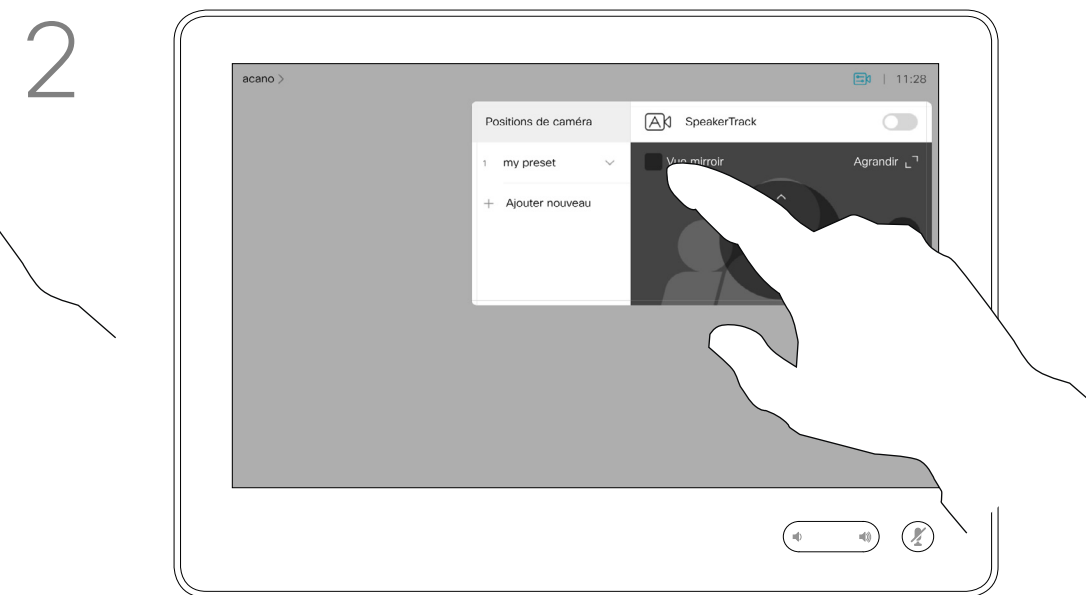 2
acano >
11:28
Positions de caméra
SpeakerTrack
1 my preset
Vue mirroir
Agrandir
+ Ajouter nouveau